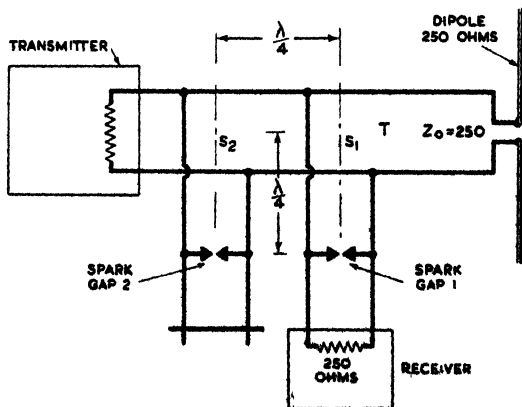 TRANSMITTER
λ/4
DIPOLE
250 OHMS
S₂
S₁
T
Z₀=250
λ/4
SPARK
GAP 2
SPARK
GAP 1
250
OHMS
RECEIVER